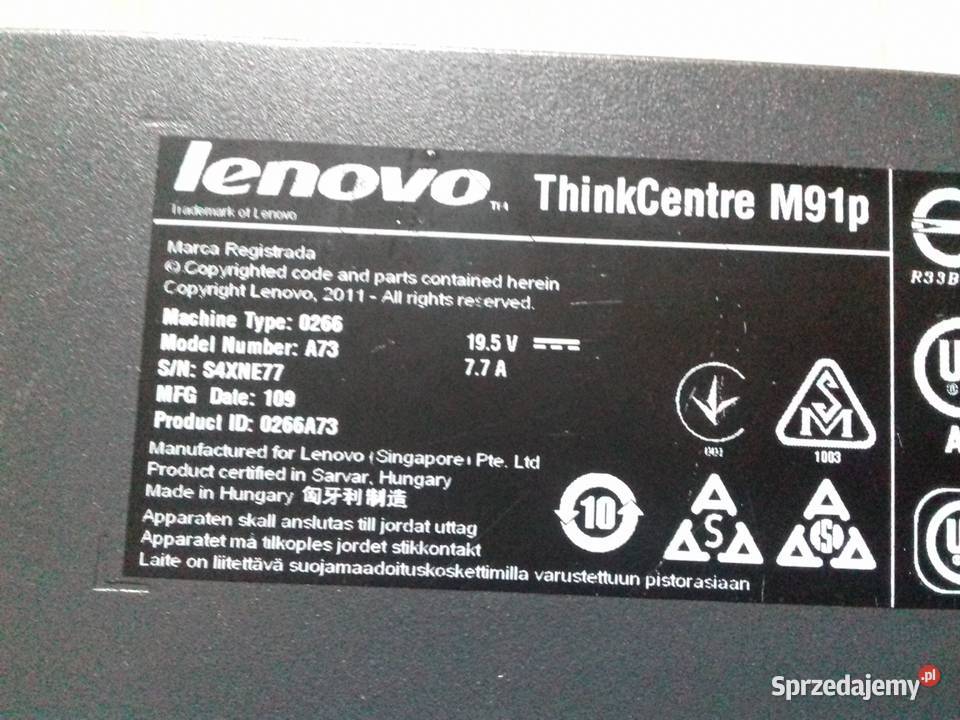 lenovo TM ThinkCentre M91p
Trademark of Lenovo
Marca Registrada
© Copyrighted code and parts contained herein
Copyright Lenovo, 2011 - All rights reserved.
Machine Type: 0266
Model Number: A73
19.5 V
S/N: S4XNE77
7.7 A
MFG Date: 109
Product ID: 0266A73
Manufactured for Lenovo (Singapore) Pte. Ltd
Product certified in Sarvar, Hungary
Made in Hungary 匈牙利制造
Apparaten skall anslutas till jordat uttag
Apparatet må tilkoples jordet stikkontakt
Laite on liitettävä suojamaadoituskoskettimilla varustettuun pistorasiaan
001
S M
1003
10
S
S
R33B
U
A
U
Sprzedajemy.pl